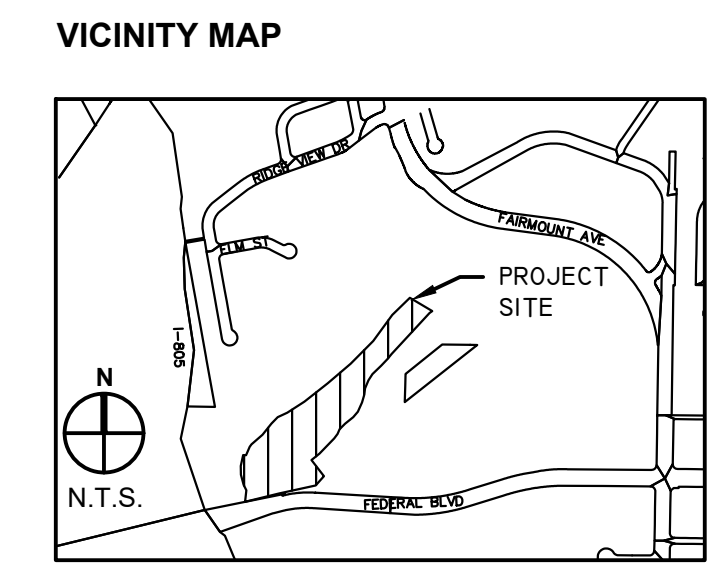 VICINITY MAP
RIDGE VIEW DR
FAIRMOUNT AVE
ELM ST
PROJECT
SITE
I-805
N
N.T.S.
FEDERAL BLVD